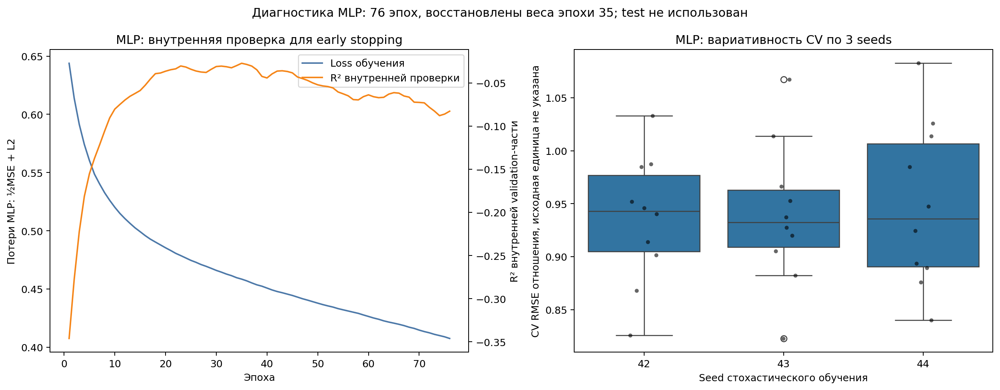 Диагностика MLP: 76 эпох, восстановлены веса эпохи 35; test не использован
MLP: внутренняя проверка для early stopping
Потери MLP: ½MSE + L2
0.65
0.60
0.55
0.50
0.45
0.40
Loss обучения
R² внутренней проверки
−0.05
−0.10
−0.15
−0.20
−0.25
−0.30
−0.35
R² внутренней validation-части
0 10 20 30 40 50 60 70
Эпоха
MLP: вариативность CV по 3 seeds
CV RMSE отношения, исходная единица не указана
1.05
1.00
0.95
0.90
0.85
42 43 44
Seed стохастического обучения